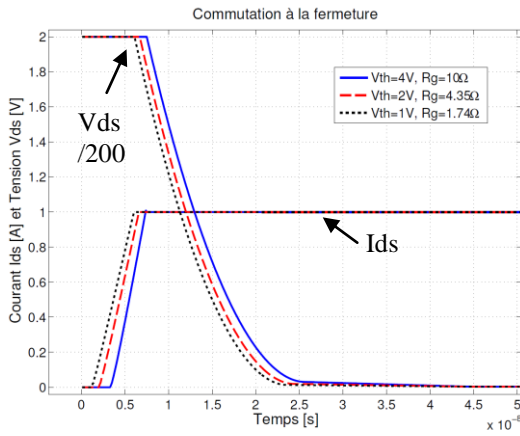 Commutation à la fermeture
Courant Ids [A] et Tension Vds [V]
2
1.8
1.6
1.4
1.2
1
0.8
0.6
0.4
0.2
0
Vth=4V, Rg=10Ω
Vth=2V, Rg=4.35Ω
Vth=1V, Rg=1.74Ω
Vds
/200
Ids
0
0.5
1
1.5
2
2.5
3
3.5
4
4.5
5
Temps [s]